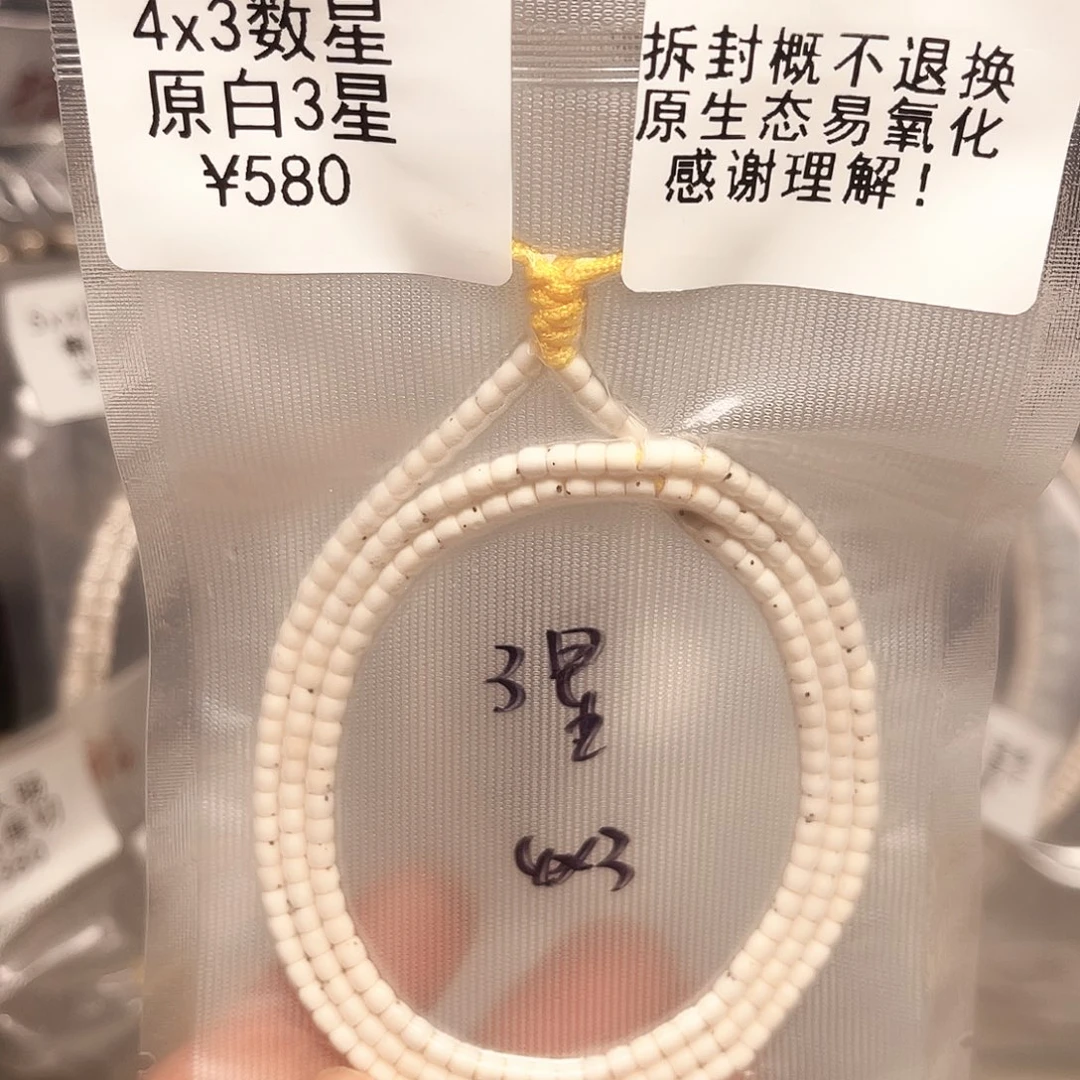 4x3数星
原白3星
¥580
拆封概不退换
原生态易氧化
感谢理解！
3星
4x3